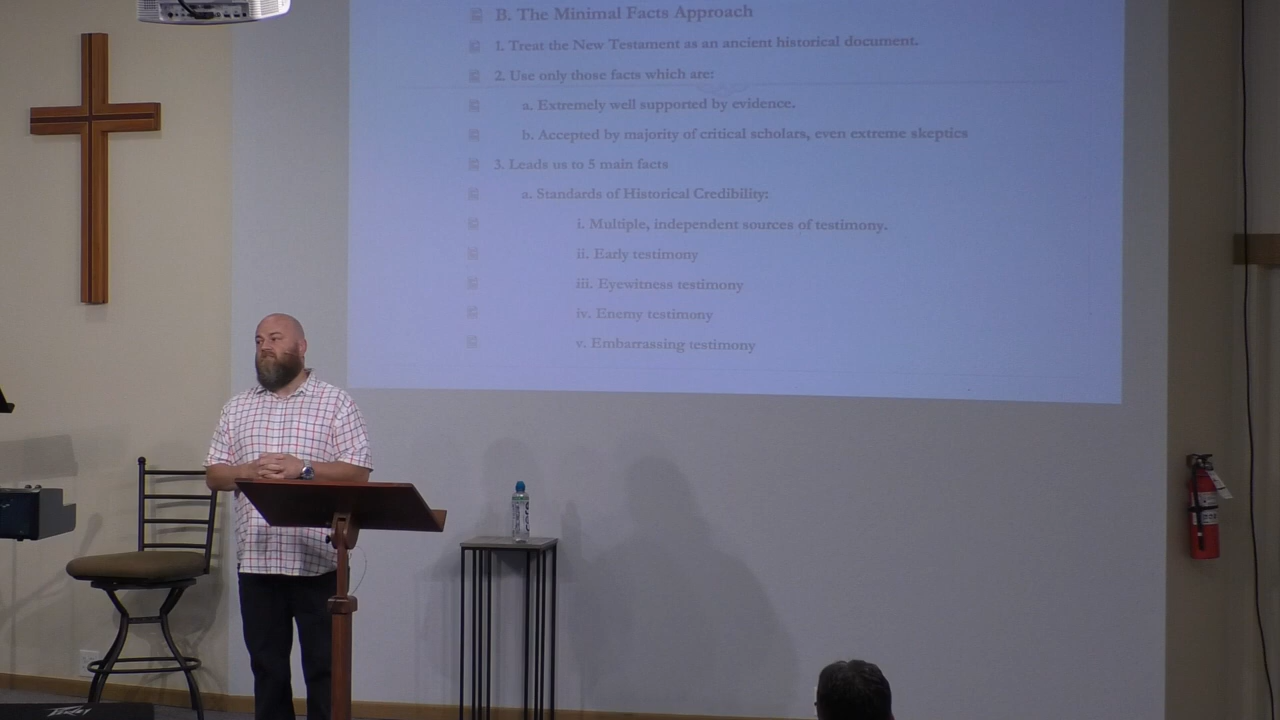 B. The Minimal Facts Approach
1. Treat the New Testament as an ancient historical document.
2. Use only those facts which are:
a. Extremely well supported by evidence.
b. Accepted by majority of critical scholars, even extreme skeptics
3. Leads us to 5 main facts
a. Standards of Historical Credibility:
i. Multiple, independent sources of testimony.
ii. Early testimony
iii. Eyewitness testimony
iv. Enemy testimony
v. Embarrassing testimony
PEAVEY